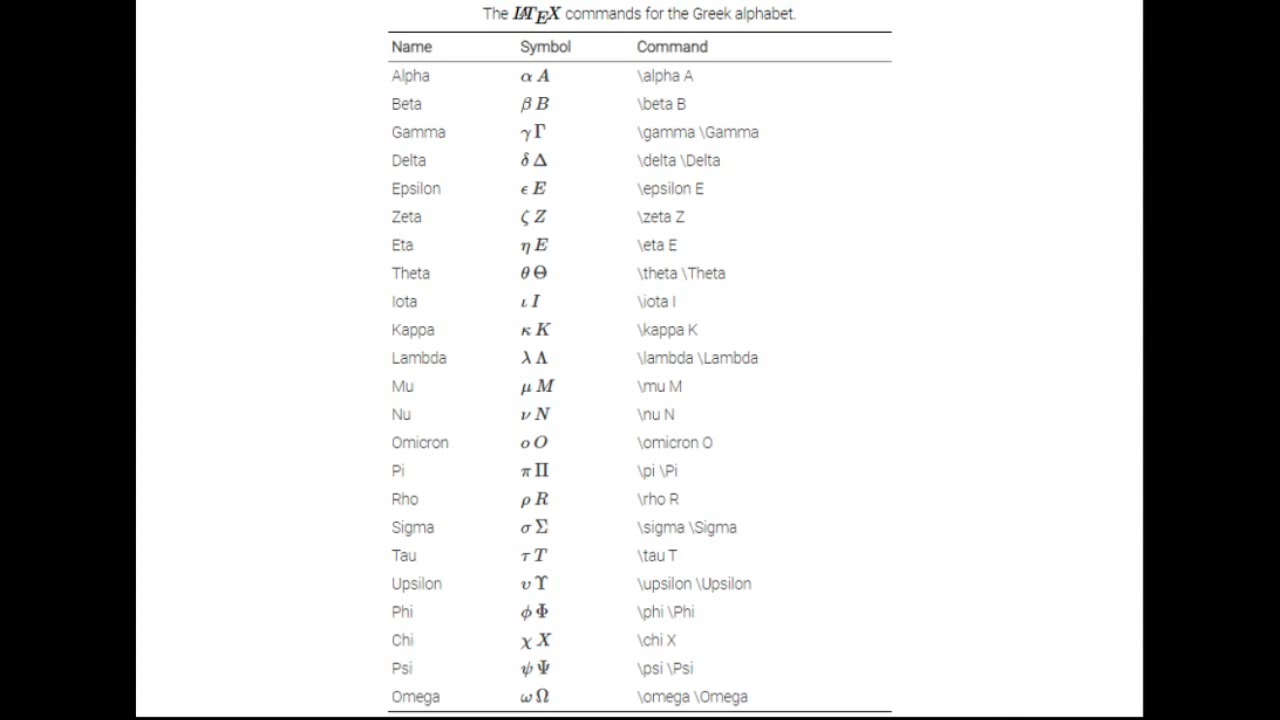 The LATEX commands for the Greek alphabet.
Name Symbol Command
Alpha α A \alpha A
Beta β B \beta B
Gamma γ Γ \gamma \Gamma
Delta δ Δ \delta \Delta
Epsilon ϵ E \epsilon E
Zeta ζ Z \zeta Z
Eta η E \eta E
Theta θ Θ \theta \Theta
Iota ι I \iota I
Kappa κ K \kappa K
Lambda λ Λ \lambda \Lambda
Mu μ M \mu M
Nu ν N \nu N
Omicron ο O \omicron O
Pi π Π \pi \Pi
Rho ρ R \rho R
Sigma σ Σ \sigma \Sigma
Tau τ T \tau T
Upsilon υ ϒ \upsilon \Upsilon
Phi ϕ Φ \phi \Phi
Chi χ X \chi X
Psi ψ Ψ \psi \Psi
Omega ω Ω \omega \Omega